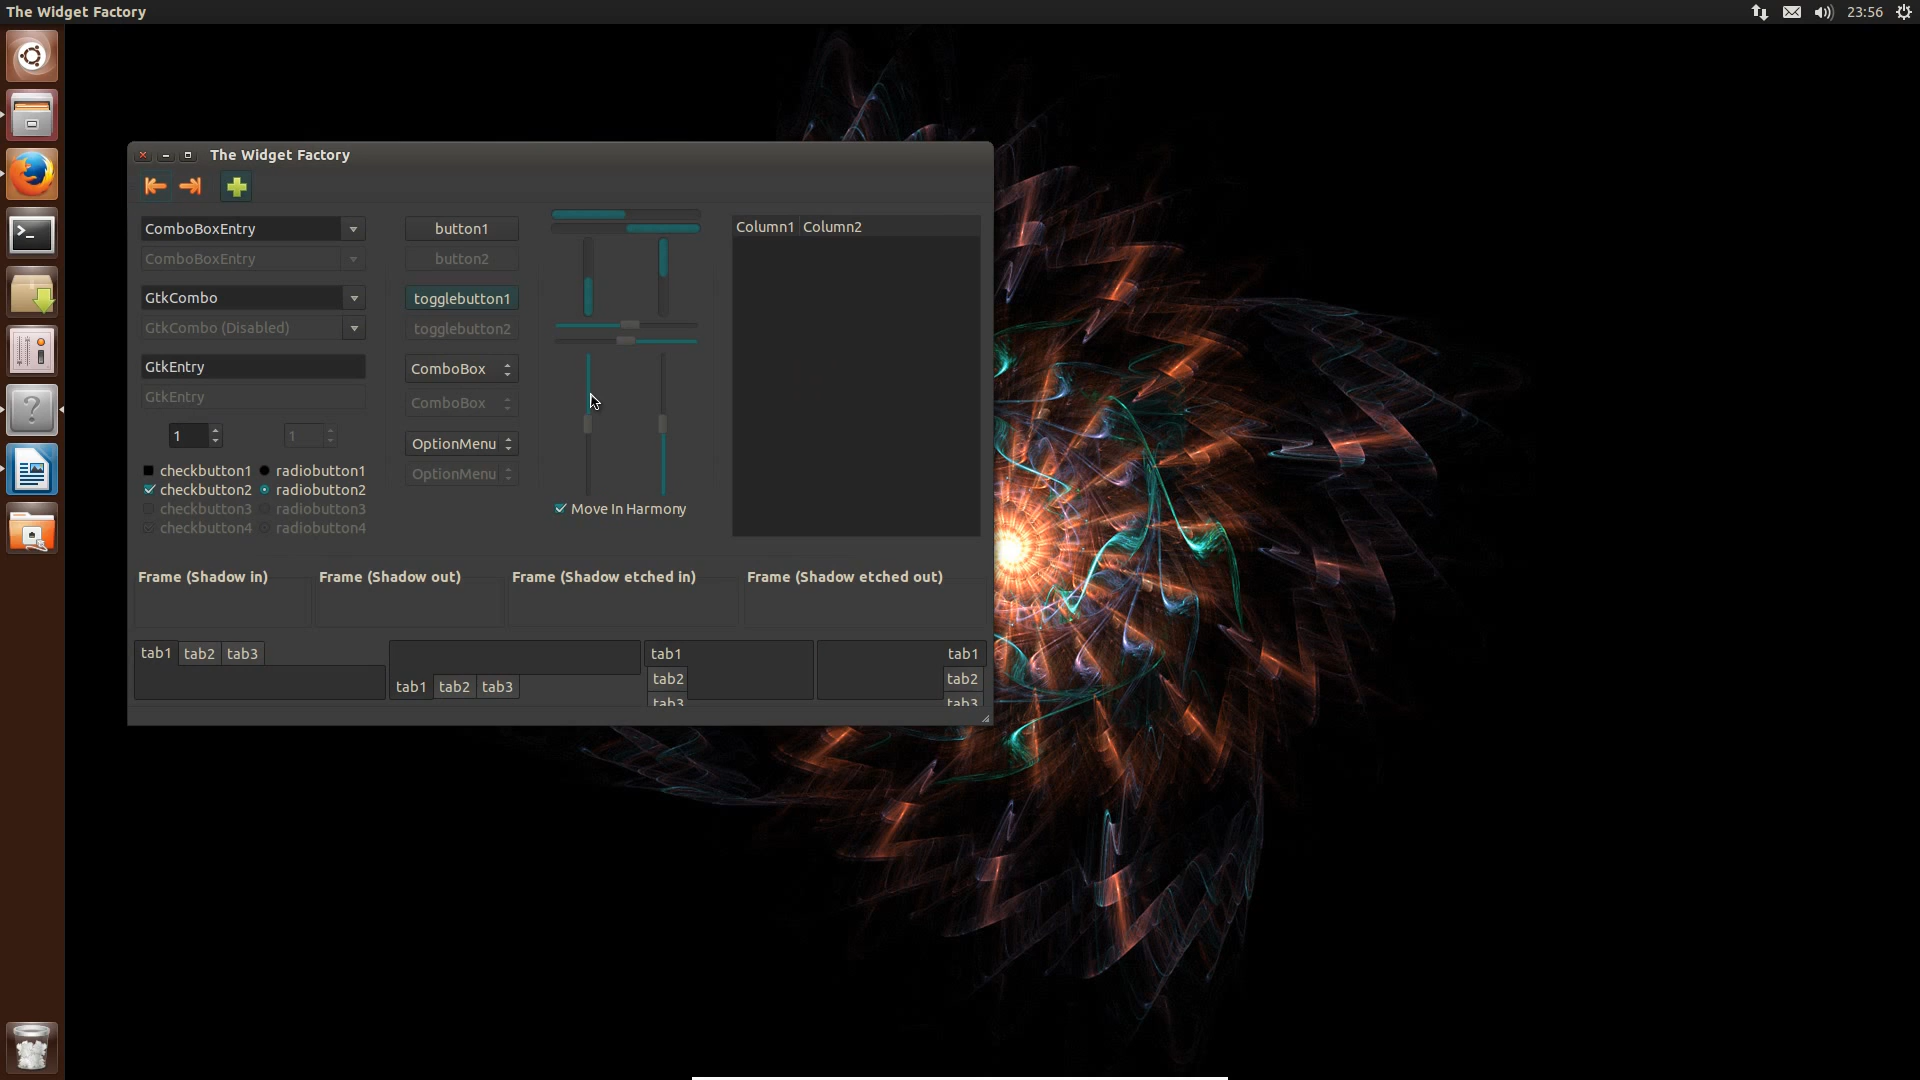 The Widget Factory
23:56
The Widget Factory
ComboBoxEntry
ComboBoxEntry
GtkCombo
GtkCombo (Disabled)
GtkEntry
GtkEntry
1
1
checkbutton1
radiobutton1
checkbutton2
radiobutton2
checkbutton3
radiobutton3
checkbutton4
radiobutton4
button1
button2
togglebutton1
togglebutton2
ComboBox
ComboBox
OptionMenu
OptionMenu
Move In Harmony
Column1 Column2
Frame (Shadow in)
Frame (Shadow out)
Frame (Shadow etched in)
Frame (Shadow etched out)
tab1 tab2 tab3
tab1 tab2 tab3
tab1
tab2
tab3
tab1
tab2
tab3